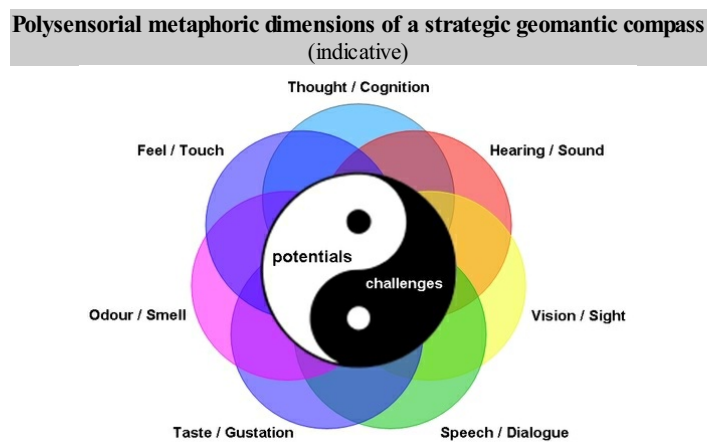 Polysensorial metaphoric dimensions of a strategic geomantic compass
(indicative)
Thought / Cognition
Feel / Touch
Hearing / Sound
potentials
challenges
Odour / Smell
Vision / Sight
Taste / Gustation
Speech / Dialogue